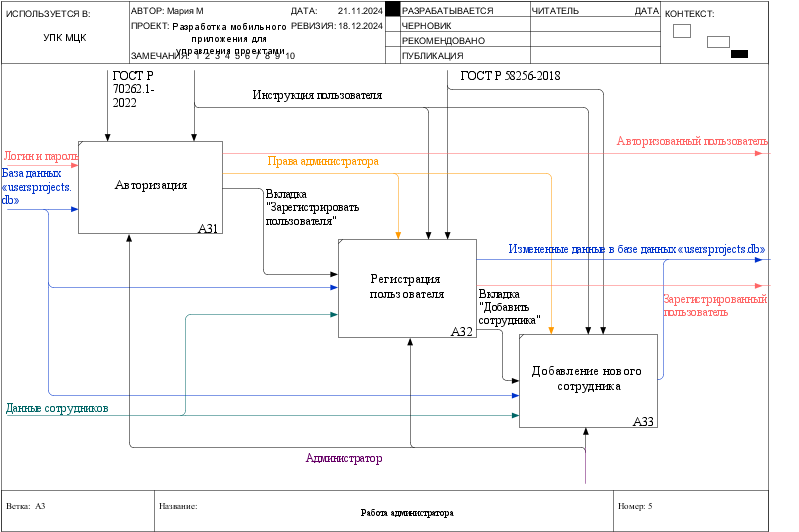 ИСПОЛЬЗУЕТСЯ В:
УПК МЦК
АВТОР: Мария М
ДАТА: 21.11.2024
ПРОЕКТ: Разработка мобильного
приложения для
управления проектами
РЕВИЗИЯ: 18.12.2024
ЗАМЕЧАНИЯ: 1 2 3 4 5 6 7 8 9 10
РАЗРАБАТЫВАЕТСЯ
ЧЕРНОВИК
РЕКОМЕНДОВАНО
ПУБЛИКАЦИЯ
ЧИТАТЕЛЬ
ДАТА
КОНТЕКСТ:
ГОСТ Р
70262.1-
2022
ГОСТ Р 58256-2018
Инструкция пользователя
Авторизованный пользователь
Логин и пароль
Права администратора
База данных
«usersprojects.
db»
Авторизация
А31
Вкладка
"Зарегистрировать
пользователя"
Измененные данные в базе данных «usersprojects.db»
Регистрация
пользователя
А32
Вкладка
"Добавить
сотрудника"
Зарегистрированный
пользователь
Добавление нового
сотрудника
А33
Данные сотрудников
Администратор
Ветка: А3
Название:
Работа администратора
Номер: 5